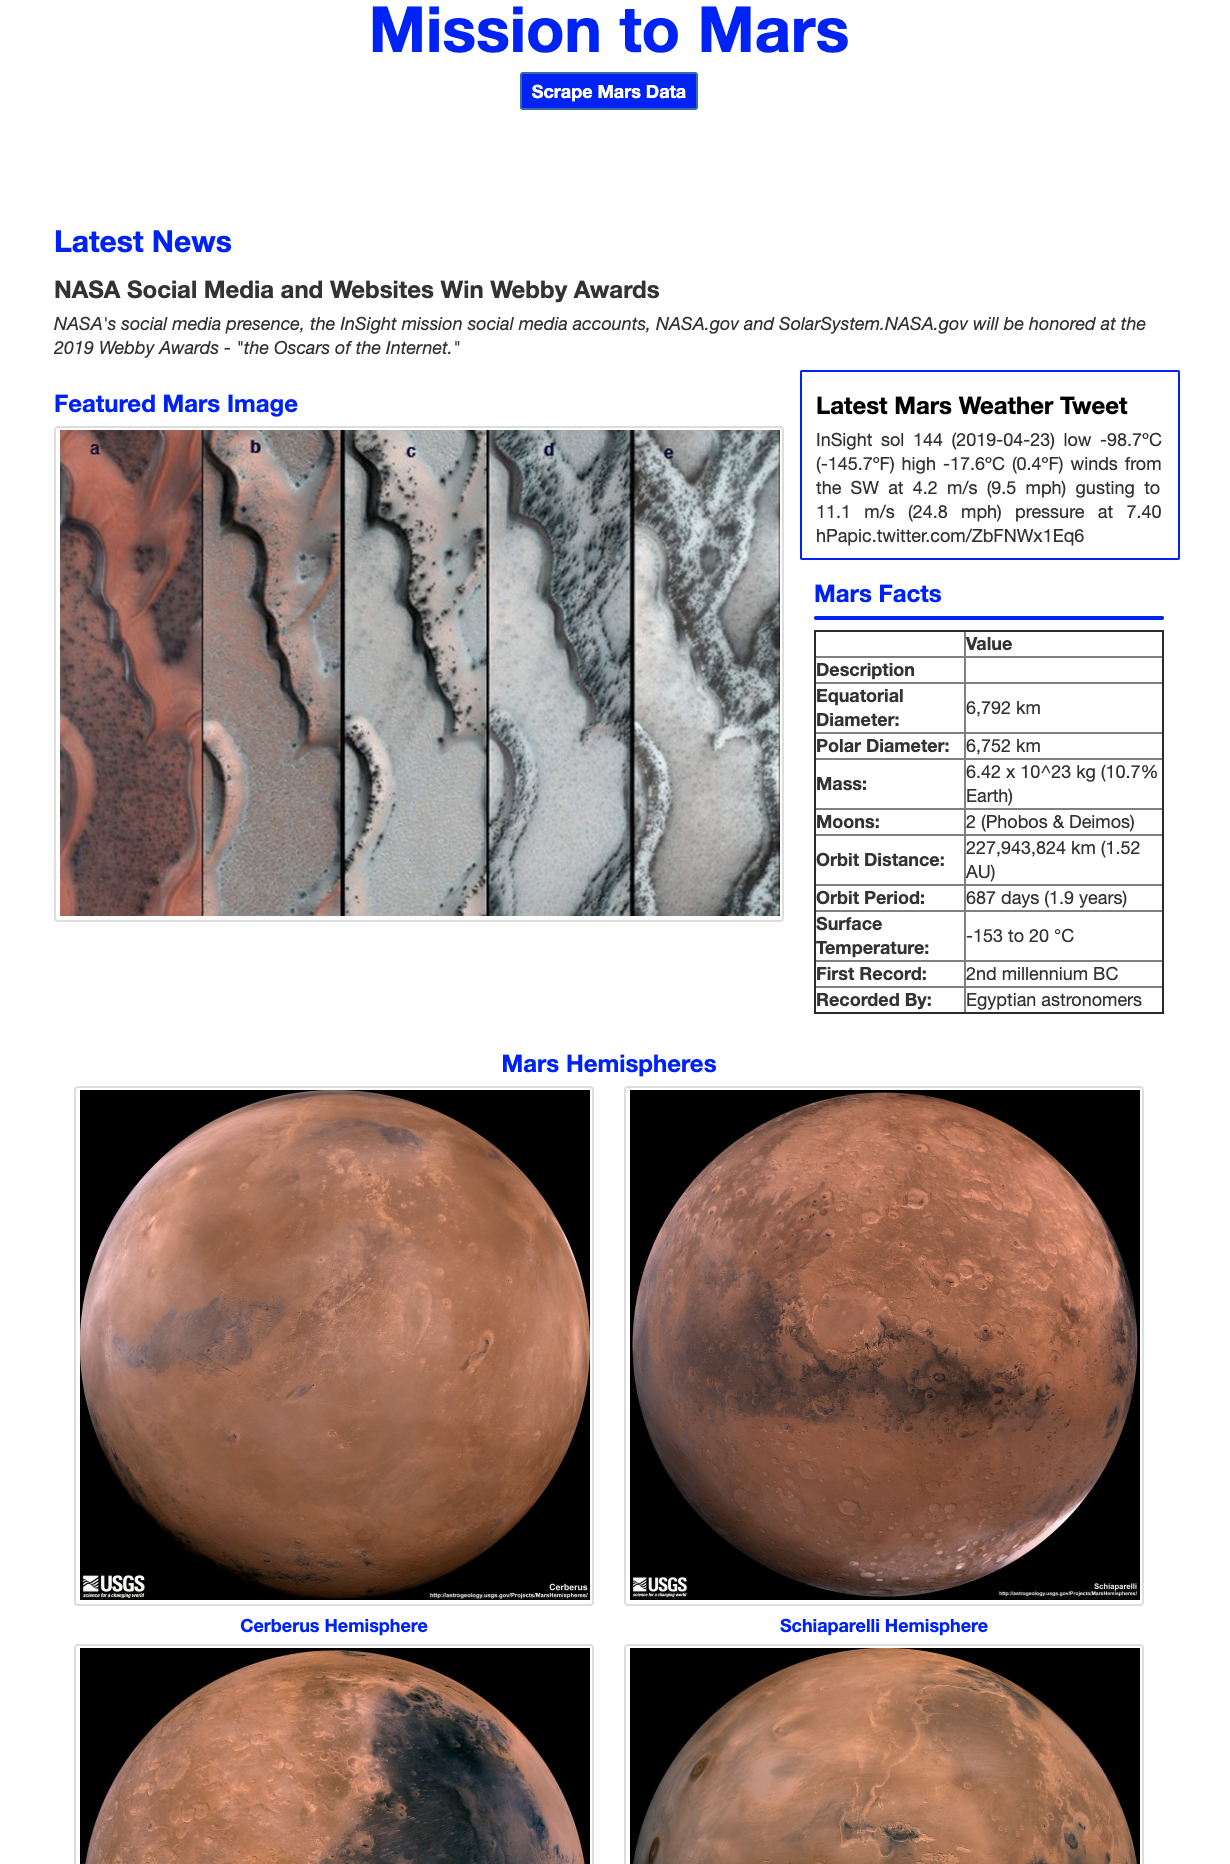 Mission to Mars
Scrape Mars Data
Latest News
NASA Social Media and Websites Win Webby Awards
NASA's social media presence, the InSight mission social media accounts, NASA.gov and SolarSystem.NASA.gov will be honored at the
2019 Webby Awards - "the Oscars of the Internet."
Featured Mars Image
a b c d e
Latest Mars Weather Tweet
InSight sol 144 (2019-04-23) low -98.7ºC
(-145.7ºF) high -17.6ºC (0.4ºF) winds from
the SW at 4.2 m/s (9.5 mph) gusting to
11.1 m/s (24.8 mph) pressure at 7.40
hPapic.twitter.com/ZbFNWx1Eq6
Mars Facts
Value
Description
Equatorial
Diameter:
6,792 km
Polar Diameter: 6,752 km
Mass:
6.42 x 10^23 kg (10.7%
Earth)
Moons: 2 (Phobos & Deimos)
Orbit Distance:
227,943,824 km (1.52
AU)
Orbit Period: 687 days (1.9 years)
Surface
Temperature:
-153 to 20 °C
First Record: 2nd millennium BC
Recorded By: Egyptian astronomers
Mars Hemispheres
USGS
science for a changing world
Cerberus
http://astrogeology.usgs.gov/Projects/MarsHemispheres/
USGS
science for a changing world
Schiaparelli
http://astrogeology.usgs.gov/Projects/MarsHemispheres/
Cerberus Hemisphere
Schiaparelli Hemisphere